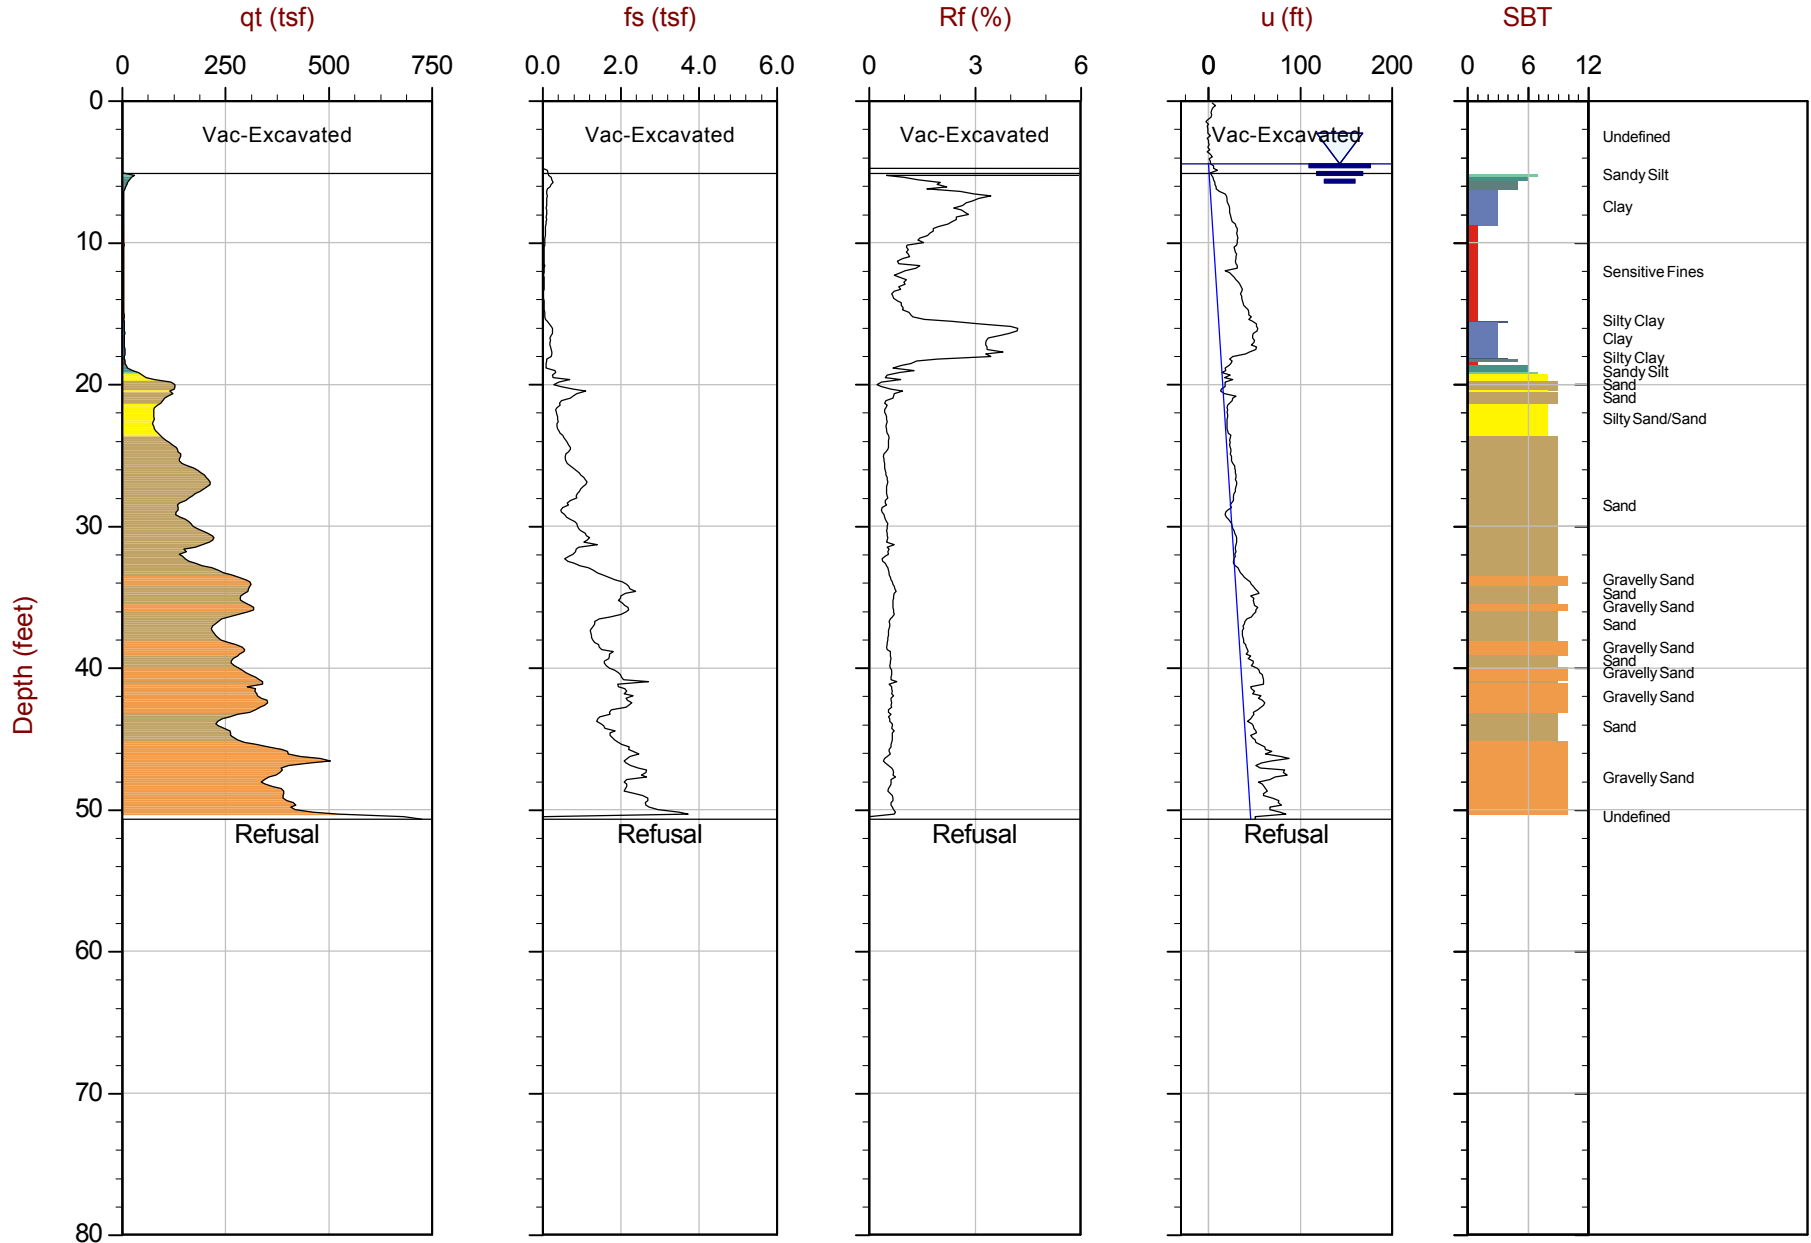 qt (tsf) fs (tsf) Rf (%) u (ft) SBT
0 250 500 750 0.0 2.0 4.0 6.0 0 3 6 0 100 200 0 6 12
0
Vac-Excavated Vac-Excavated Vac-Excavated Vac-Excavated Undefined
Sandy Silt
Clay
10
Sensitive Fines
Silty Clay
Clay
Silty Clay
Sandy Silt
20 Sand
Sand
Silty Sand/Sand
Sand
30
Gravelly Sand
Sand
Gravelly Sand
Sand
Gravelly Sand
Sand
40 Gravelly Sand
Gravelly Sand
Depth (feet)
Sand
Gravelly Sand
50
Undefined
Refusal Refusal Refusal Refusal
60
70
80